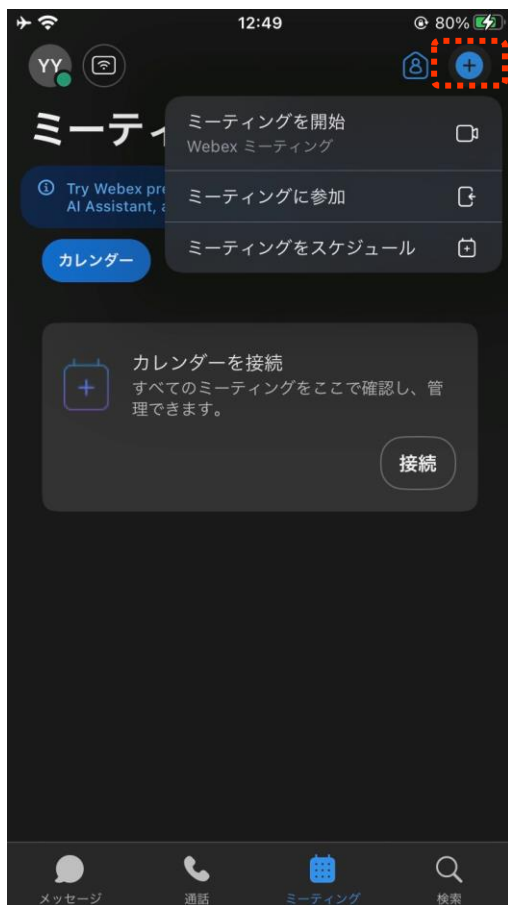 12:49
80%
YY
ミーティ
ミーティングを開始
Webex ミーティング
Try Webex pre
AI Assistant, a
ミーティングに参加
ミーティングをスケジュール
カレンダー
カレンダーを接続
すべてのミーティングをここで確認し、管
理できます。
接続
メッセージ
通話
ミーティング
検索